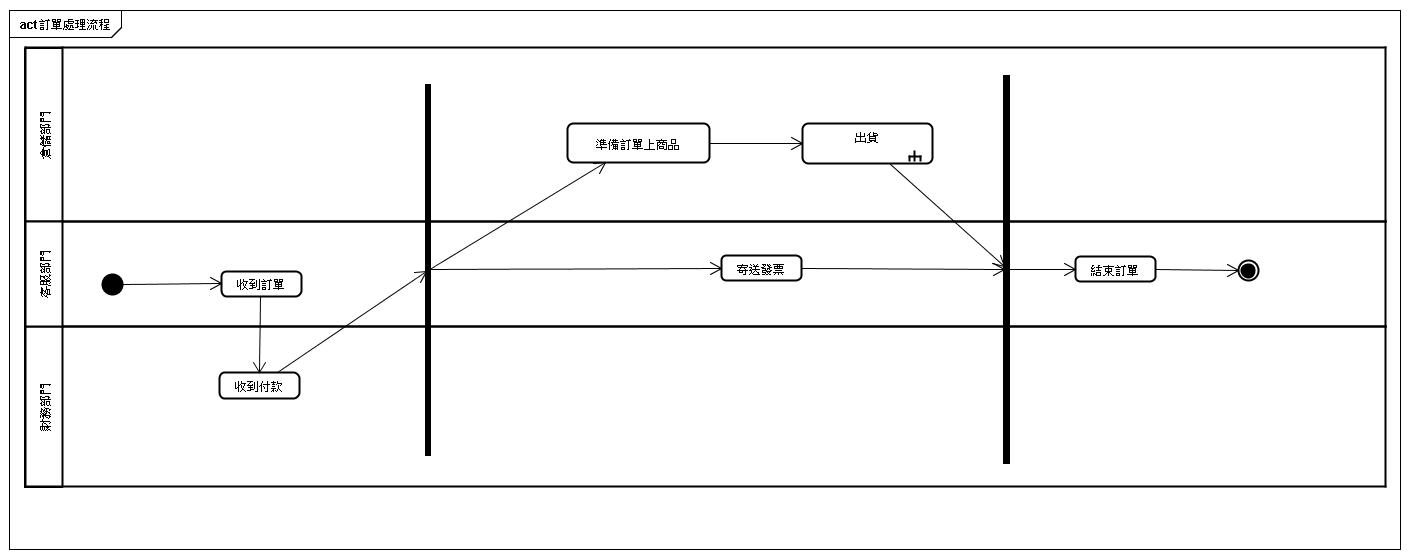 act 訂單處理流程
倉儲部門
準備訂單上商品
出貨
客服部門
收到訂單
寄送發票
結束訂單
財務部門
收到付款